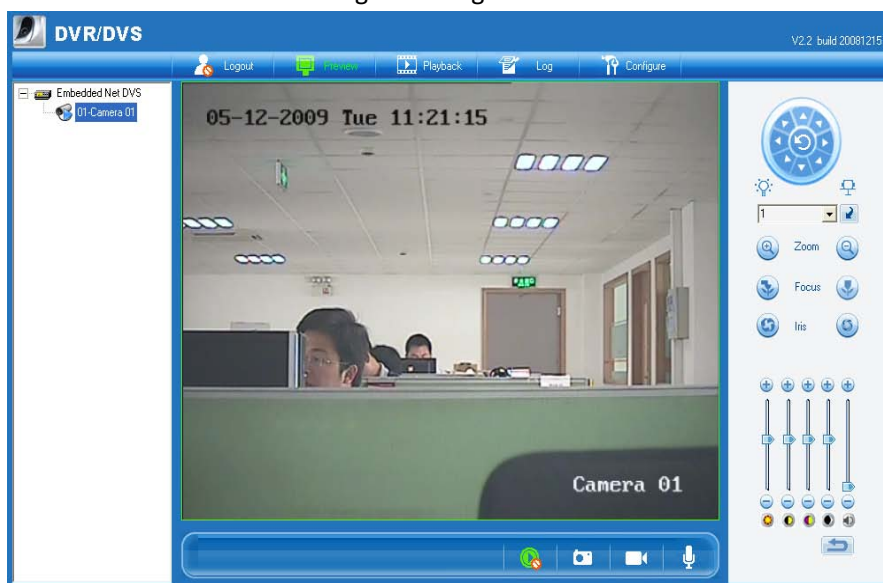 DVR/DVS
V2.2 build 20081215
Logout
Preview
Playback
Log
Configure
Embedded Net DVS
01-Camera 01
05-12-2009 Tue 11:21:15
Camera 01
1
Zoom
Focus
Iris